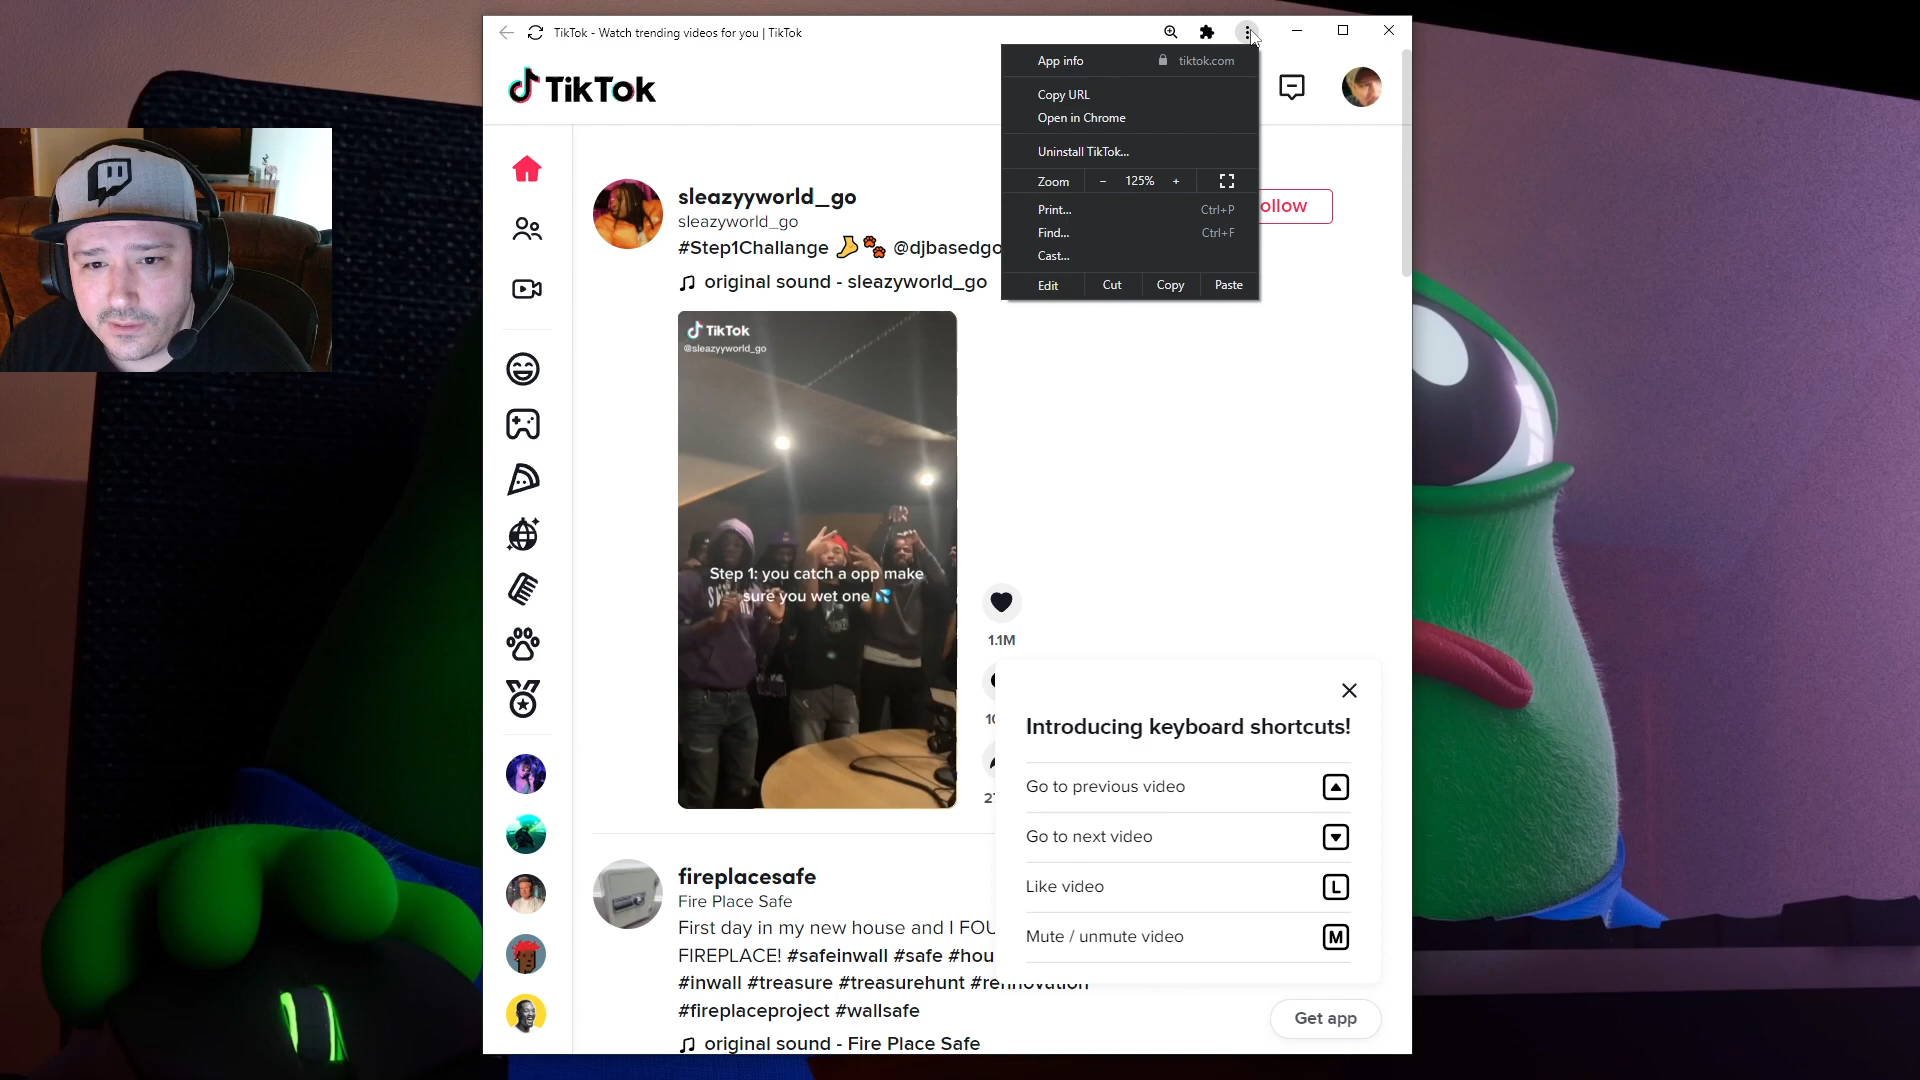 TikTok - Watch trending videos for you | TikTok
App info tiktok.com
Copy URL
Open in Chrome
Uninstall TikTok...
Zoom − 125% +
Print... Ctrl+P
Find... Ctrl+F
Cast...
Edit Cut Copy Paste
TikTok
sleazyyworld_go
sleazyworld_go
#Step1Challange 🦶🐾 @djbasedgo
original sound - sleazyworld_go
ollow
TikTok
@sleazyyworld_go
Step 1: you catch a opp make
sure you wet one 💦
1.1M
Introducing keyboard shortcuts!
Go to previous video
Go to next video
Like video L
Mute / unmute video M
fireplacesafe
Fire Place Safe
First day in my new house and I FOU
FIREPLACE! #safeinwall #safe #hou
#inwall #treasure #treasurehunt #renovation
#fireplaceproject #wallsafe
original sound - Fire Place Safe
Get app